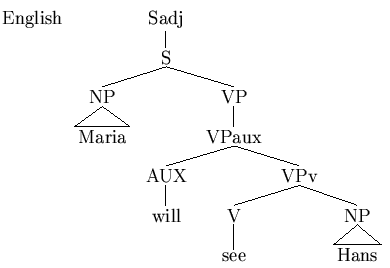 English Sadj
S
NP VP
Maria VPaux
AUX VPv
will V NP
see Hans